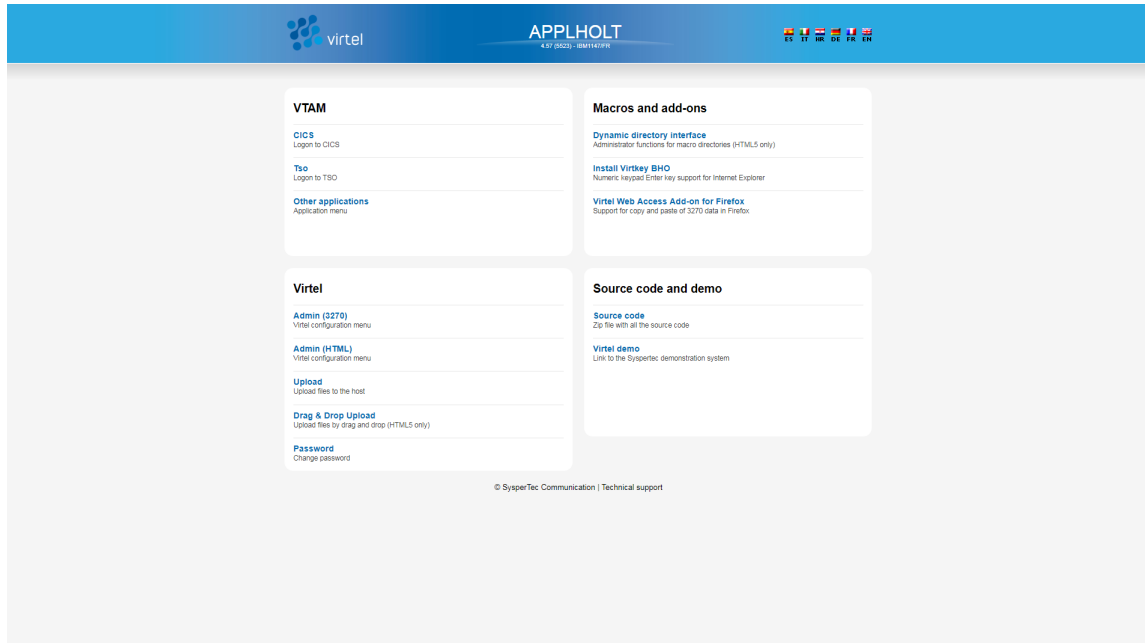 virtel
APPLHOLT
4.57 (5523) - IBM1147/FR
ES IT HR DE FR EN
VTAM
CICS
Logon to CICS
Tso
Logon to TSO
Other applications
Application menu
Macros and add-ons
Dynamic directory interface
Administrator functions for macro directories (HTML5 only)
Install Virtkey BHO
Numeric keypad Enter key support for Internet Explorer
Virtel Web Access Add-on for Firefox
Support for copy and paste of 3270 data in Firefox
Virtel
Admin (3270)
Virtel configuration menu
Admin (HTML)
Virtel configuration menu
Upload
Upload files to the host
Drag & Drop Upload
Upload files by drag and drop (HTML5 only)
Password
Change password
Source code and demo
Source code
Zip file with all the source code
Virtel demo
Link to the Syspertec demonstration system
© SysperTec Communication | Technical support